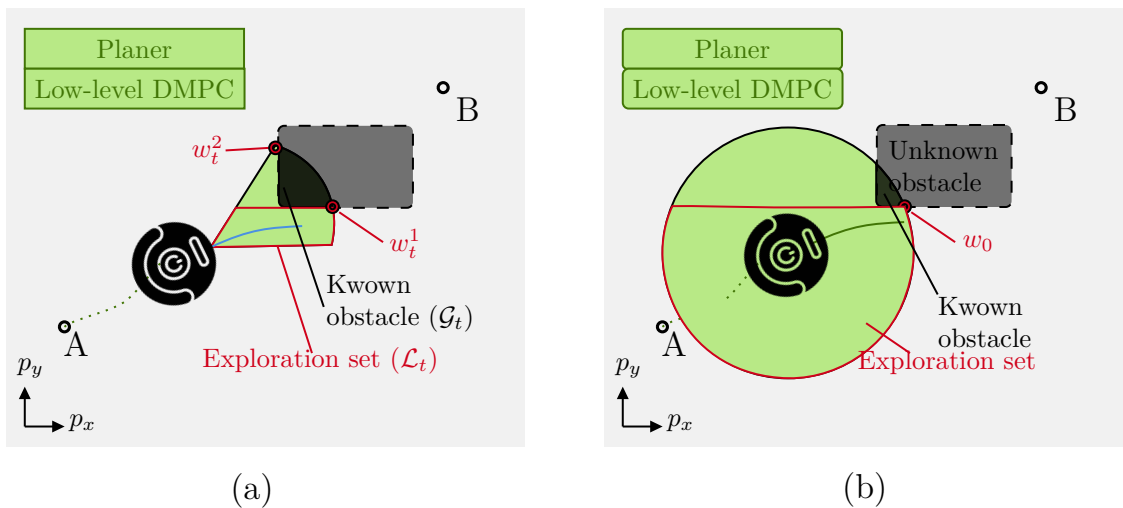 Planer
Low-level DMPC
B
w_t^2
w_t^1
Kwown
obstacle (𝒢_t)
A
Exploration set (ℒ_t)
p_y
p_x
(a)
Planer
Low-level DMPC
B
Unknown
obstacle
w_0
Kwown
obstacle
A
Exploration set
p_y
p_x
(b)